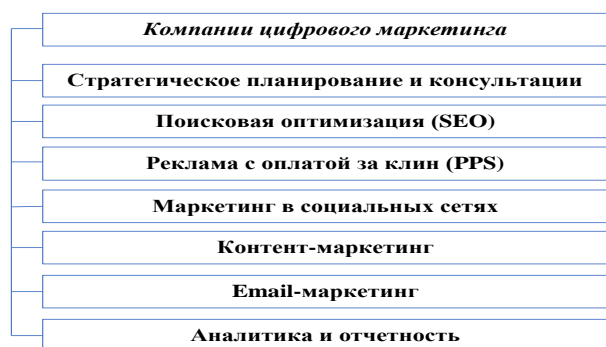 Компании цифрового маркетинга
Стратегическое планирование и консультации
Поисковая оптимизация (SEO)
Реклама с оплатой за клин (PPS)
Маркетинг в социальных сетях
Контент-маркетинг
Email-маркетинг
Аналитика и отчетность